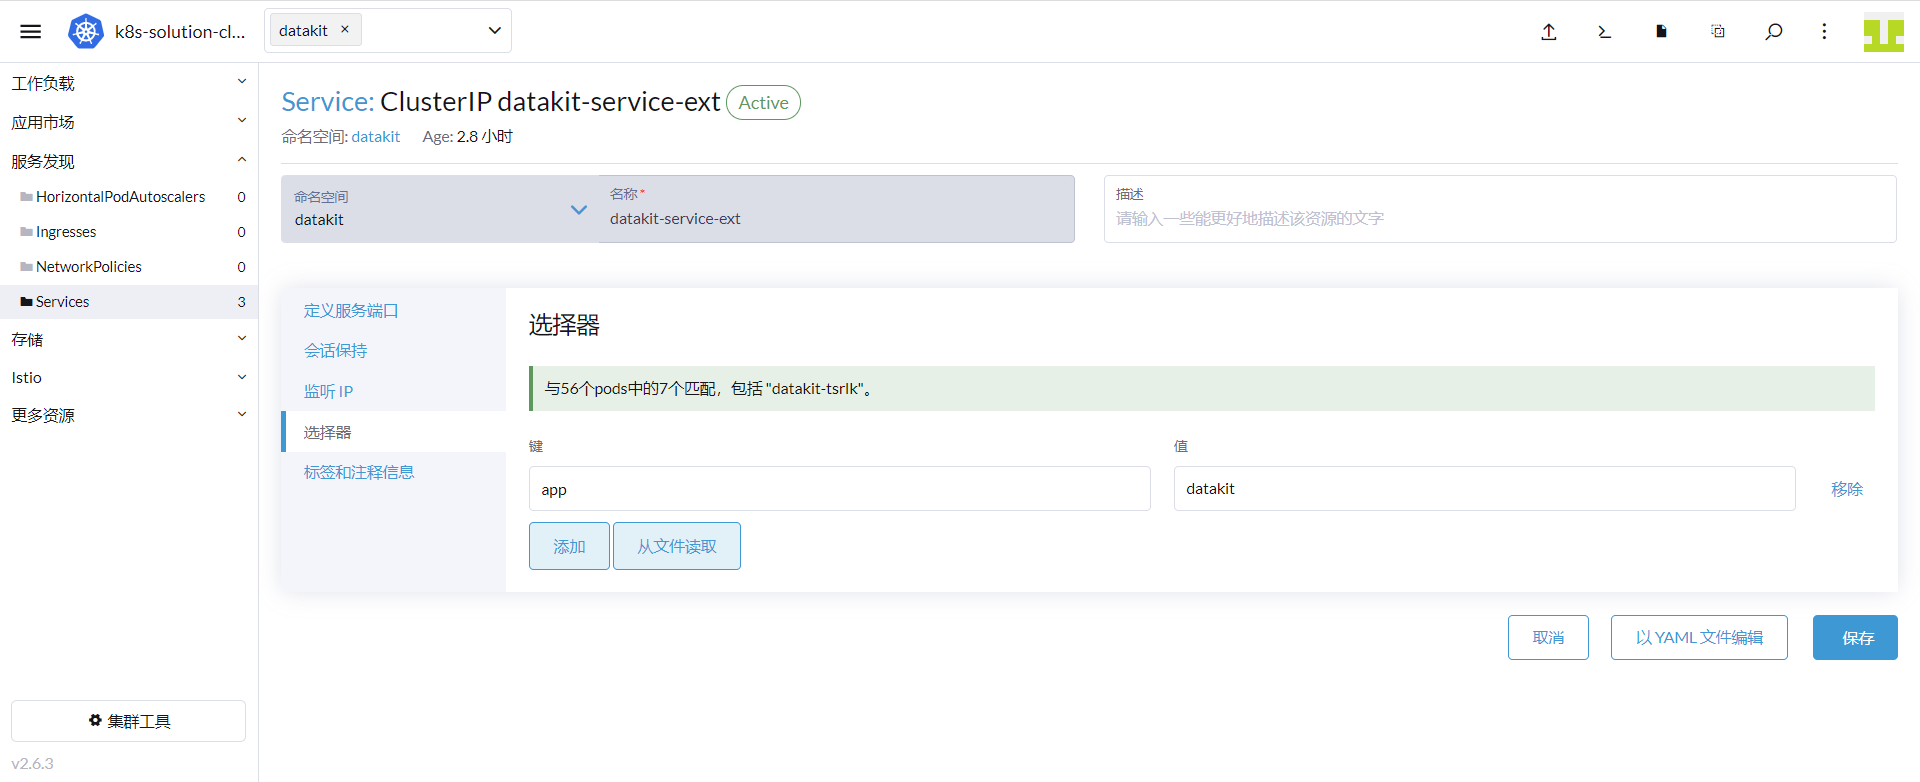 k8s-solution-cl...
datakit ×
工作负载
应用市场
服务发现
HorizontalPodAutoscalers 0
Ingresses 0
NetworkPolicies 0
Services 3
存储
Istio
更多资源
集群工具
v2.6.3
Service: ClusterIP datakit-service-ext Active
命名空间: datakit Age: 2.8 小时
命名空间
datakit
名称*
datakit-service-ext
描述
请输入一些能更好地描述该资源的文字
定义服务端口
会话保持
监听 IP
选择器
标签和注释信息
选择器
与56个pods中的7个匹配，包括 "datakit-tsrlk"。
键 值
app datakit 移除
添加 从文件读取
取消 以 YAML 文件编辑 保存